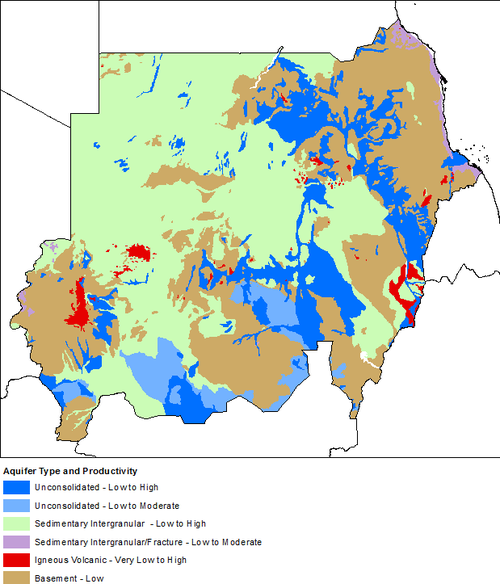 Aquifer Type and Productivity
Unconsolidated - Low to High
Unconsolidated - Low to Moderate
Sedimentary Intergranular - Low to High
Sedimentary Intergranular/Fracture - Low to Moderate
Igneous Volcanic - Very Low to High
Basement - Low